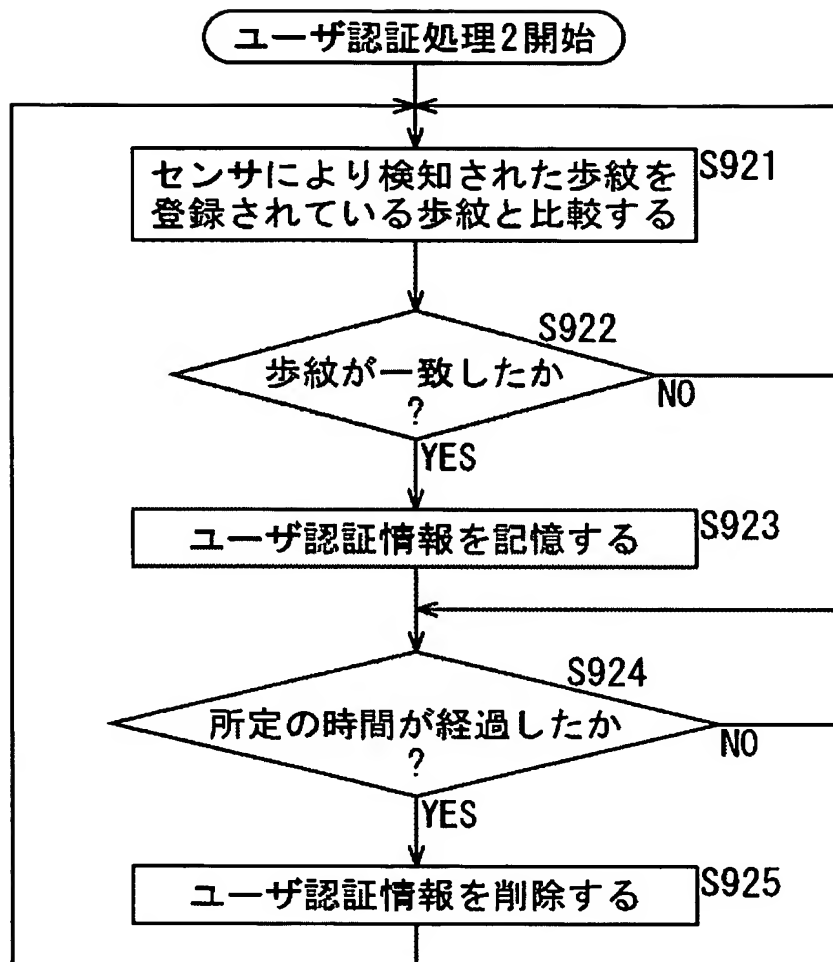 ユーザ認証処理2開始
センサにより検知された歩紋を
登録されている歩紋と比較する
S921
S922
歩紋が一致したか
?
NO
YES
ユーザ認証情報を記憶する
S923
S924
所定の時間が経過したか
?
NO
YES
ユーザ認証情報を削除する
S925